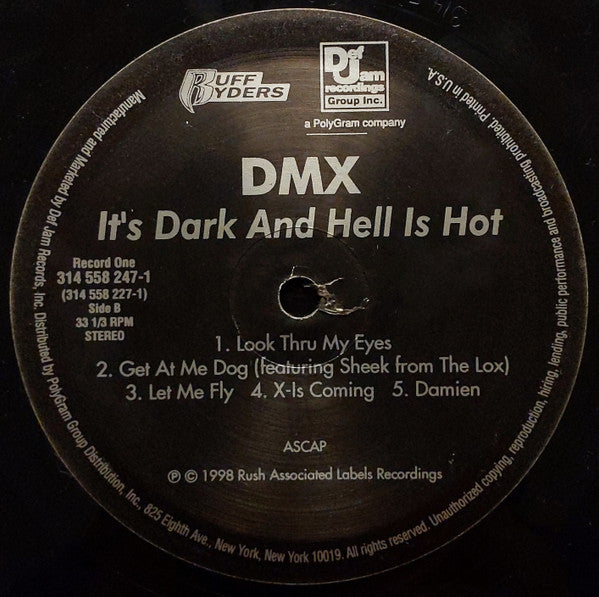 RUFF
RYDERS
Def
Jam
recordings
Group Inc.
a PolyGram company
DMX
It's Dark And Hell Is Hot
Record One
314 558 247-1
(314 558 227-1)
Side B
33 1/3 RPM
STEREO
1. Look Thru My Eyes
2. Get At Me Dog (featuring Sheek from The Lox)
3. Let Me Fly 4. X-Is Coming 5. Damien
ASCAP
℗ © 1998 Rush Associated Labels Recordings
Manufactured and Marketed by Def Jam Records, Inc. Distributed by PolyGram Group Distribution, Inc., 825 Eighth Ave., New York, New York 10019. All rights reserved. Unauthorized copying, reproduction, hiring, lending, public performance and broadcasting prohibited. Printed in U.S.A.